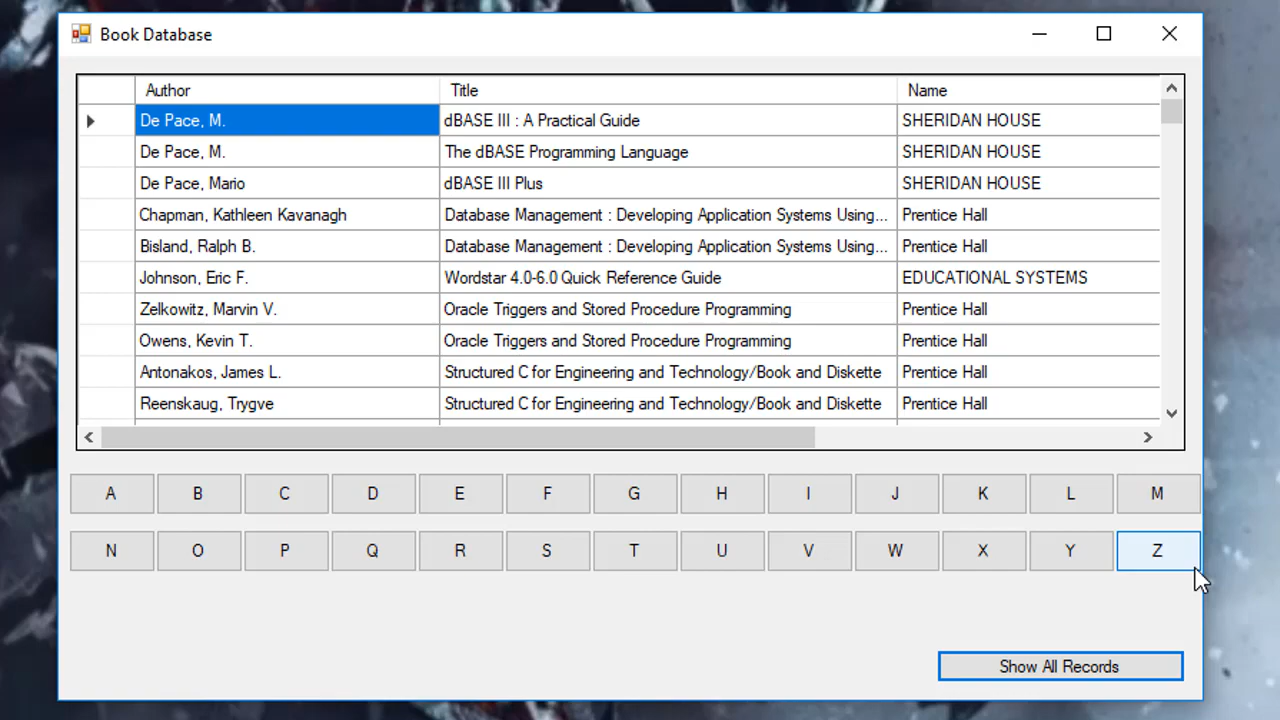 Book Database
Author Title Name
De Pace, M. dBASE III : A Practical Guide SHERIDAN HOUSE
De Pace, M. The dBASE Programming Language SHERIDAN HOUSE
De Pace, Mario dBASE III Plus SHERIDAN HOUSE
Chapman, Kathleen Kavanagh Database Management : Developing Application Systems Using... Prentice Hall
Bisland, Ralph B. Database Management : Developing Application Systems Using... Prentice Hall
Johnson, Eric F. Wordstar 4.0-6.0 Quick Reference Guide EDUCATIONAL SYSTEMS
Zelkowitz, Marvin V. Oracle Triggers and Stored Procedure Programming Prentice Hall
Owens, Kevin T. Oracle Triggers and Stored Procedure Programming Prentice Hall
Antonakos, James L. Structured C for Engineering and Technology/Book and Diskette Prentice Hall
Reenskaug, Trygve Structured C for Engineering and Technology/Book and Diskette Prentice Hall
A B C D E F G H I J K L M
N O P Q R S T U V W X Y Z
Show All Records